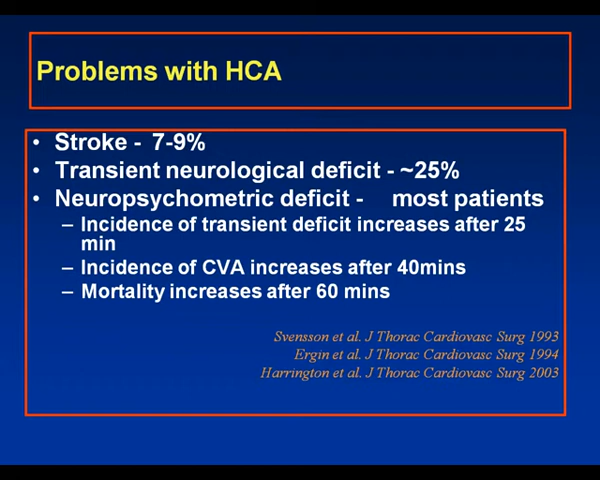 Problems with HCA
• Stroke - 7-9%
• Transient neurological deficit - ~25%
• Neuropsychometric deficit - most patients
– Incidence of transient deficit increases after 25
min
– Incidence of CVA increases after 40mins
– Mortality increases after 60 mins
Svensson et al. J Thorac Cardiovasc Surg 1993
Ergin et al. J Thorac Cardiovasc Surg 1994
Harrington et al. J Thorac Cardiovasc Surg 2003